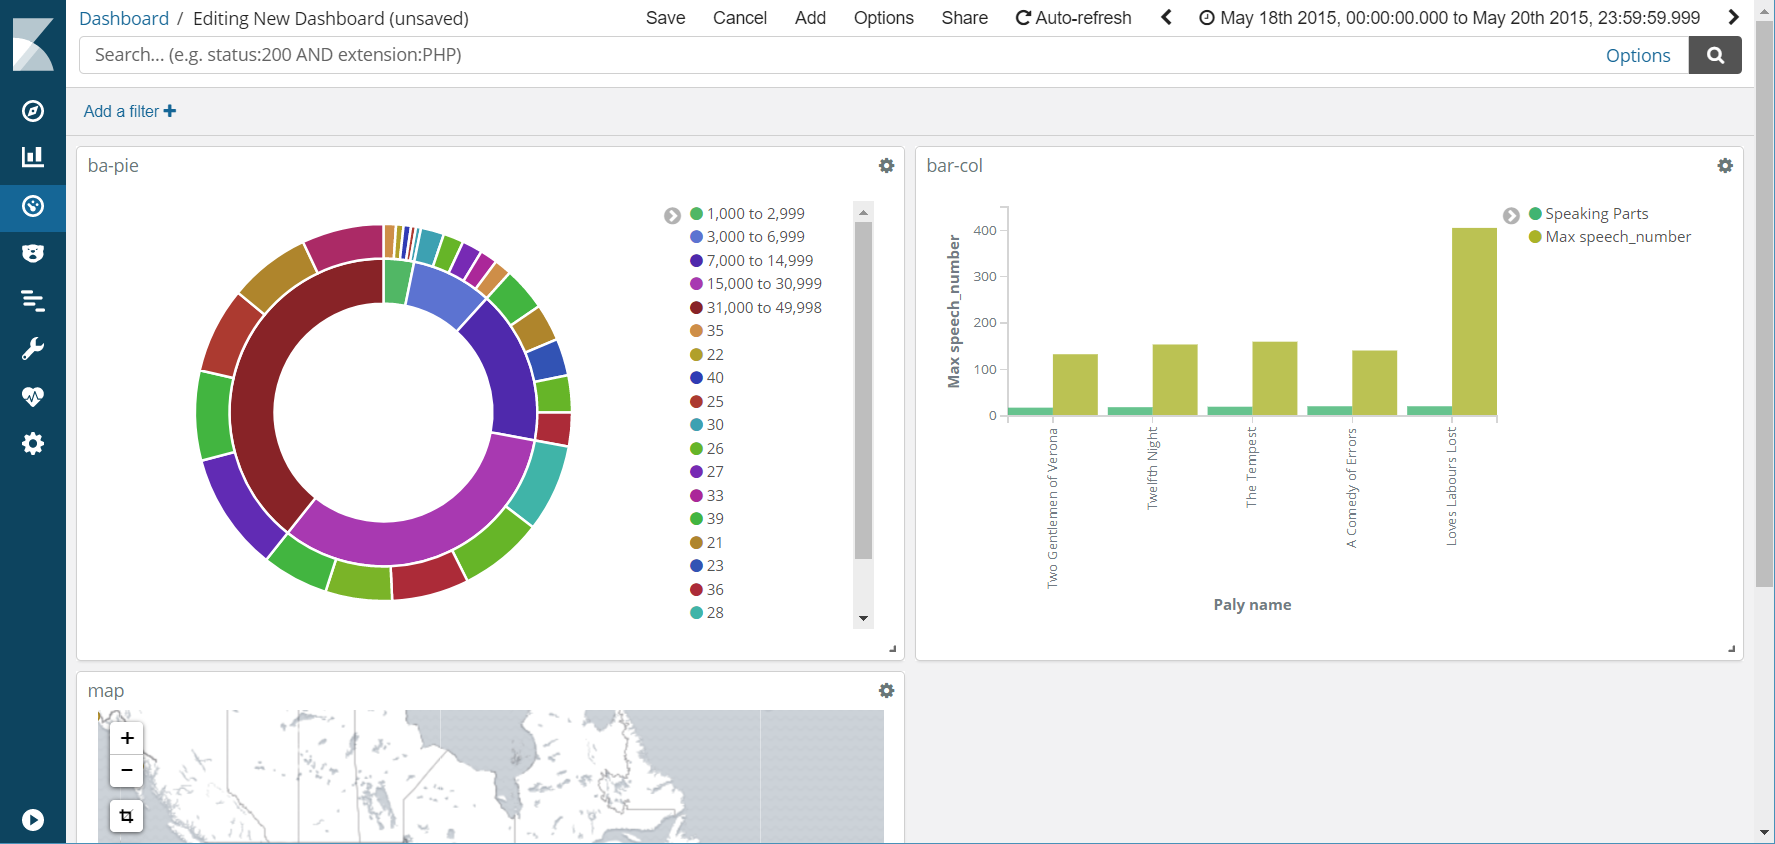 Dashboard / Editing New Dashboard (unsaved)
Save Cancel Add Options Share Auto-refresh May 18th 2015, 00:00:00.000 to May 20th 2015, 23:59:59.999
Search... (e.g. status:200 AND extension:PHP) Options
Add a filter +
ba-pie
1,000 to 2,999
3,000 to 6,999
7,000 to 14,999
15,000 to 30,999
31,000 to 49,998
35
22
40
25
30
26
27
33
39
21
23
36
28
bar-col
Speaking Parts
Max speech_number
Max speech_number
400
300
200
100
0
Two Gentlemen of Verona
Twelfth Night
The Tempest
A Comedy of Errors
Loves Labours Lost
Paly name
map
+
−